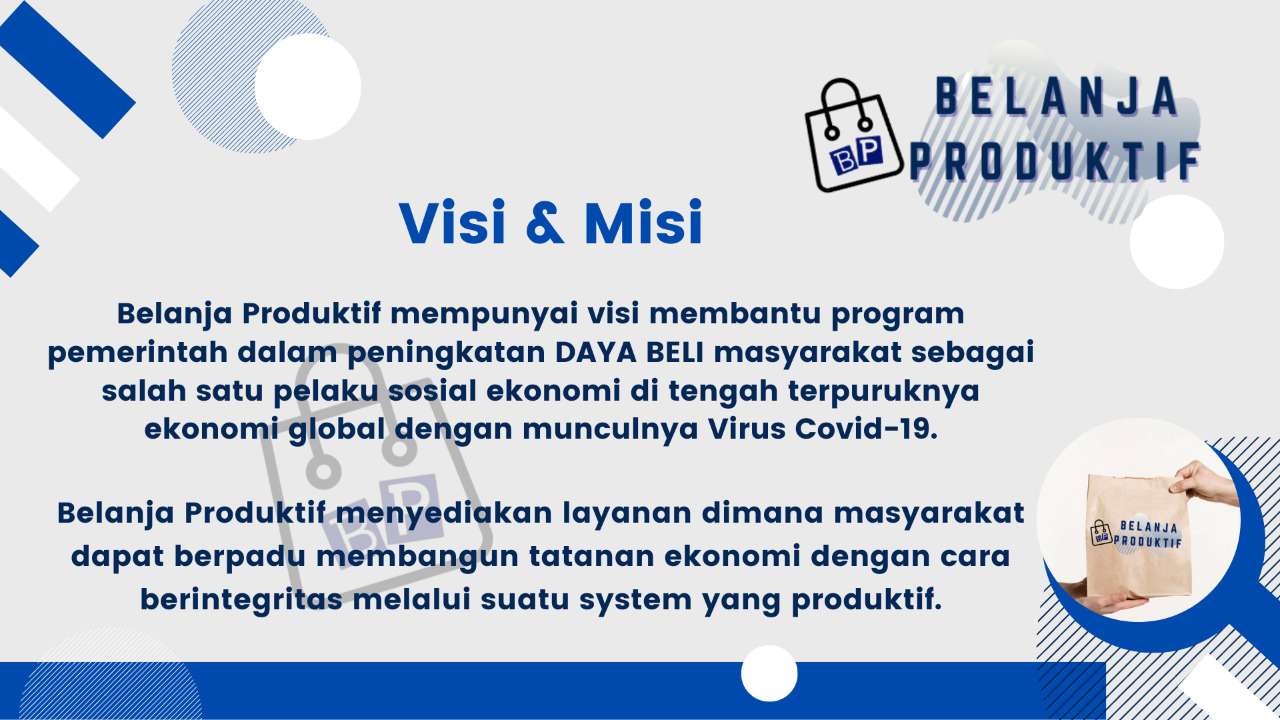 BELANJA
PRODUKTIF
BP
Visi & Misi
Belanja Produktif mempunyai visi membantu program
pemerintah dalam peningkatan DAYA BELI masyarakat sebagai
salah satu pelaku sosial ekonomi di tengah terpuruknya
ekonomi global dengan munculnya Virus Covid-19.
BP
Belanja Produktif menyediakan layanan dimana masyarakat
dapat berpadu membangun tatanan ekonomi dengan cara
berintegritas melalui suatu system yang produktif.
BELANJA
PRODUKTIF
BP